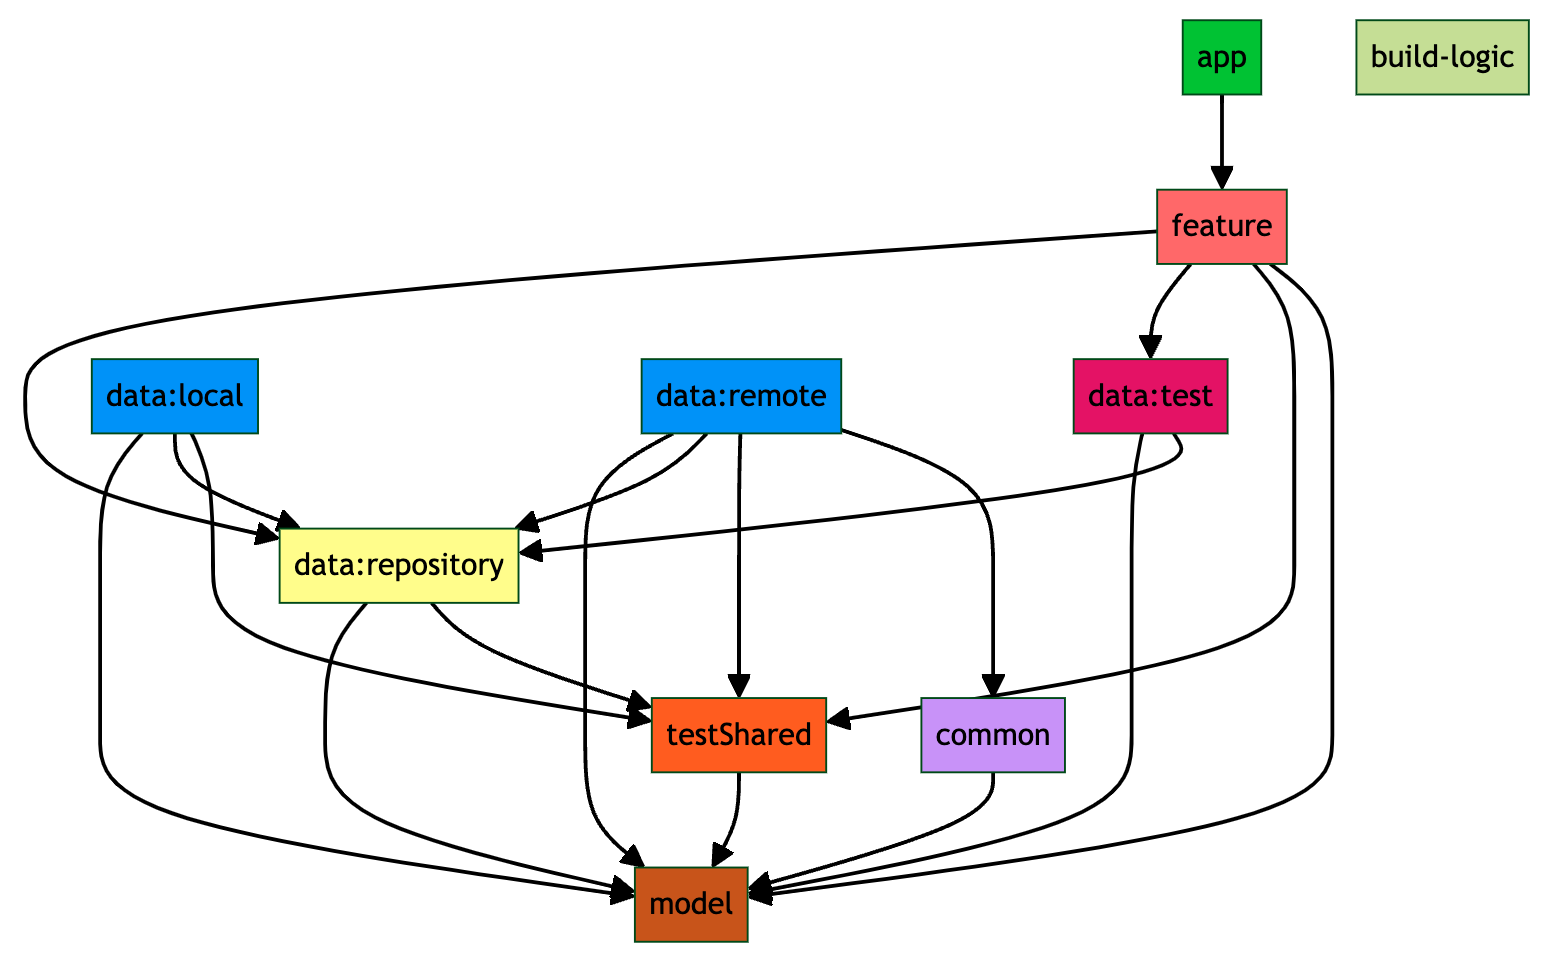 app
build-logic
feature
data:local
data:remote
data:test
data:repository
testShared
common
model